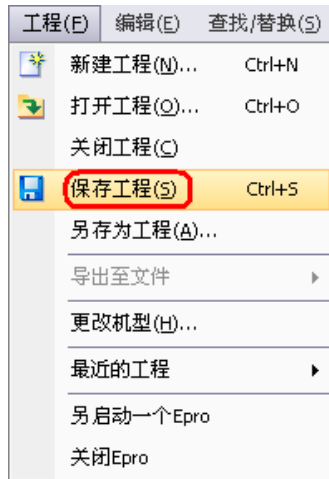 工程(F) 编辑(E) 查找/替换(S)
新建工程(N)... Ctrl+N
打开工程(O)... Ctrl+O
关闭工程(C)
保存工程(S) Ctrl+S
另存为工程(A)...
导出至文件
更改机型(H)...
最近的工程
另启动一个Epro
关闭Epro